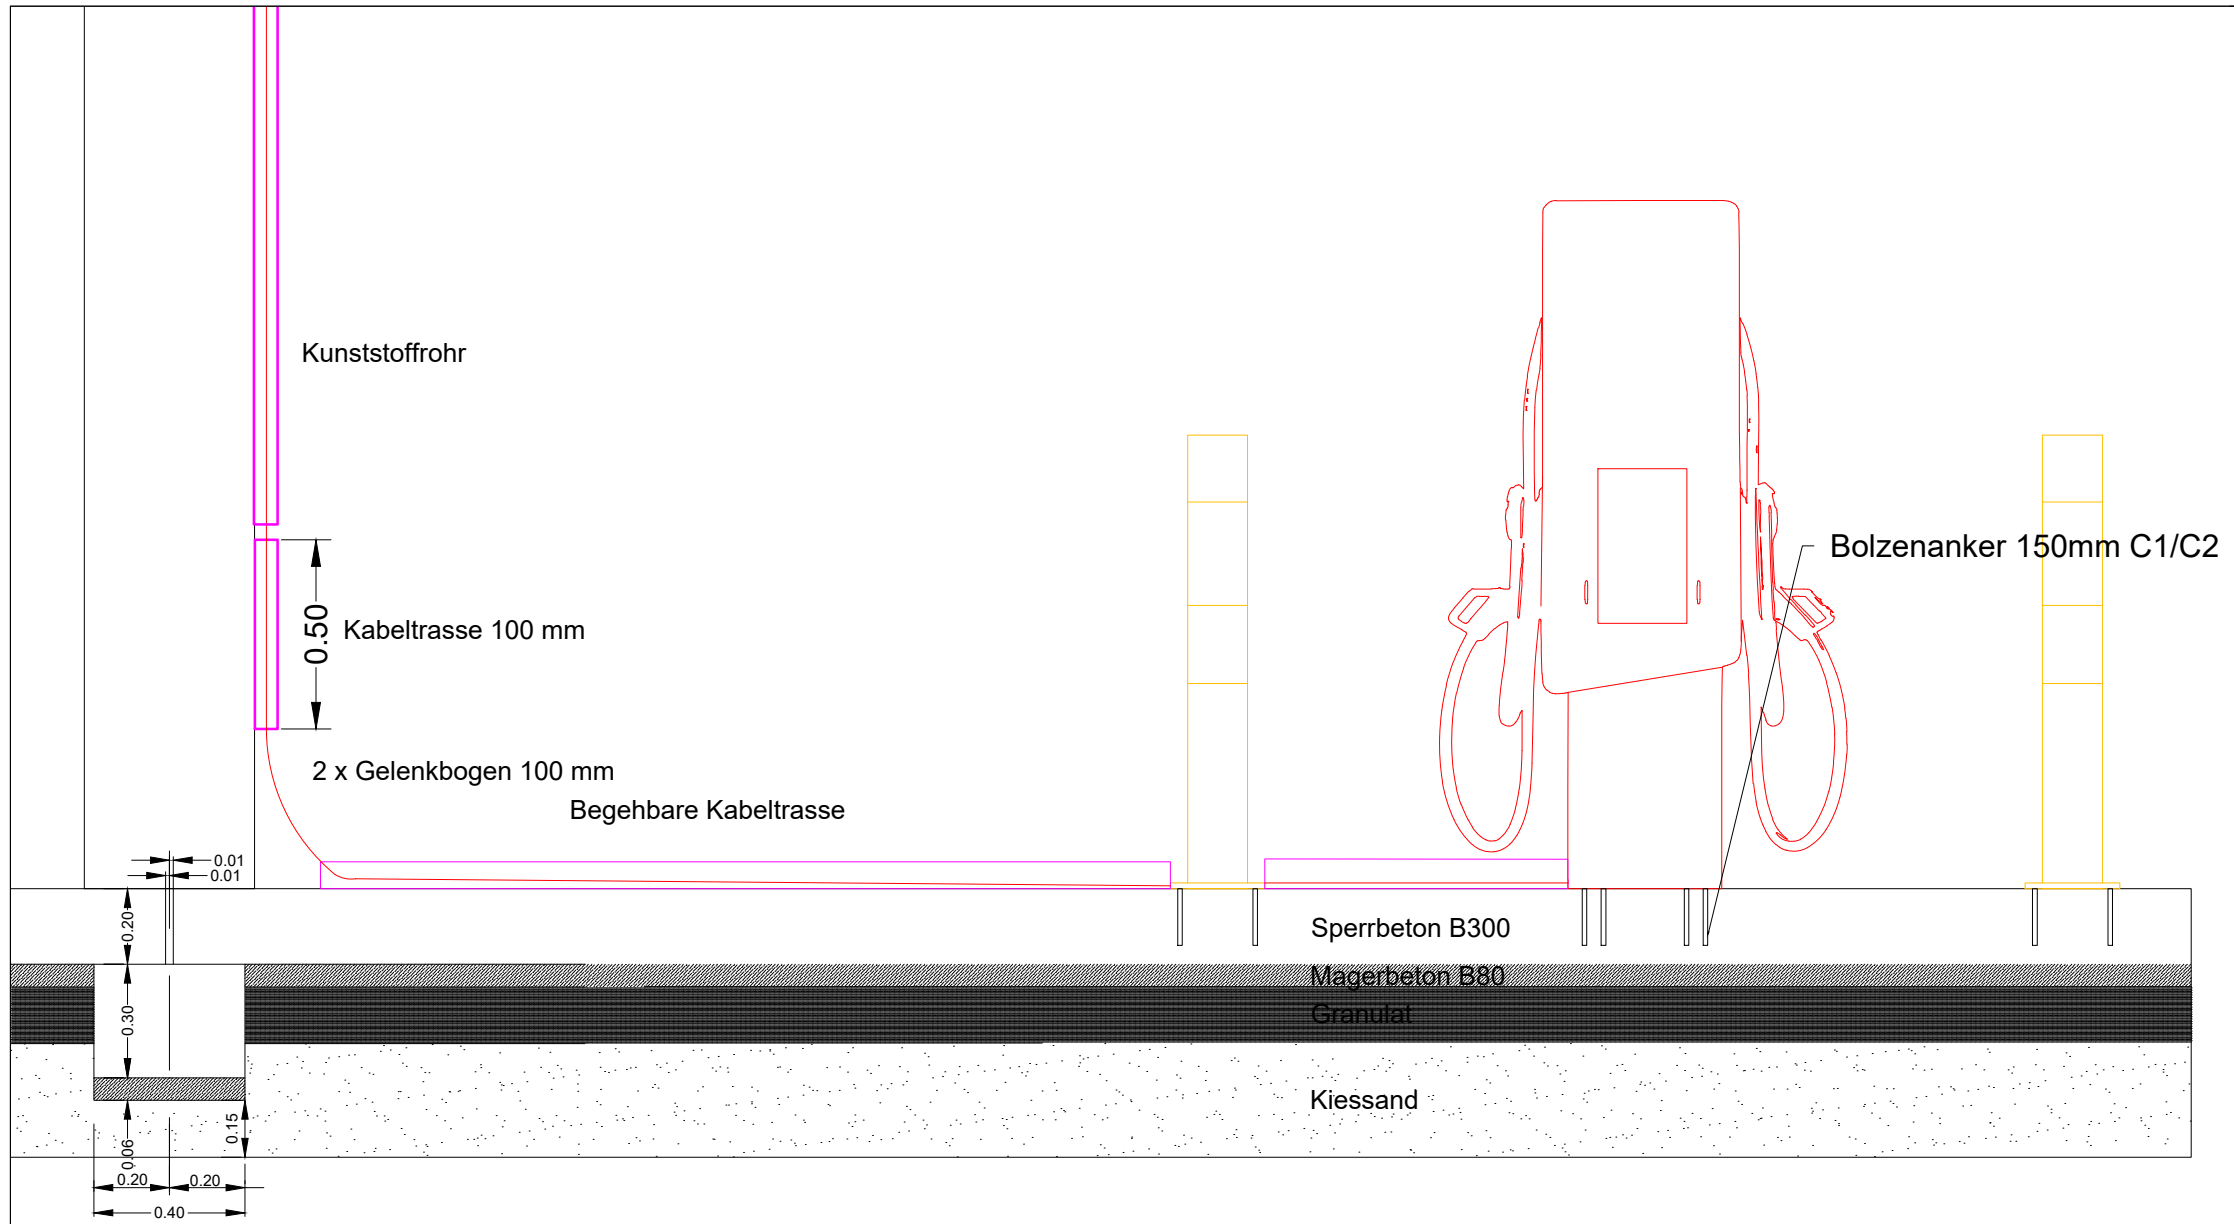 Kunststoffrohr
Bolzenanker 150mm C1/C2
0.50
Kabeltrasse 100 mm
2 x Gelenkbogen 100 mm
Begehbare Kabeltrasse
0.01
0.01
0.20
Sperrbeton B300
Magerbeton B80
Granulat
0.30
Kiessand
0.15
0.06
0.20
0.20
0.40